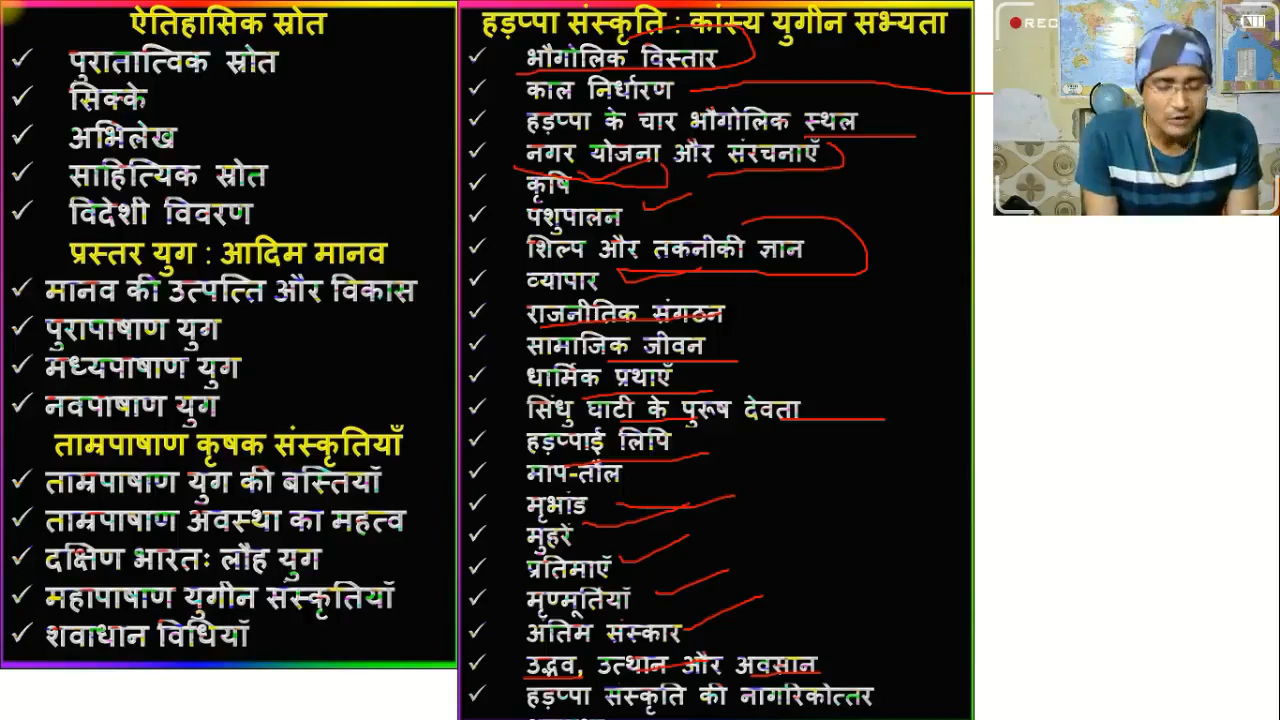 ऐतिहासिक स्रोत
पुरातात्विक स्रोत
सिक्के
अभिलेख
साहित्यिक स्रोत
विदेशी विवरण
प्रस्तर युग : आदिम मानव
मानव की उत्पत्ति और विकास
पुरापाषाण युग
मध्यपाषाण युग
नवपाषाण युग
ताम्रपाषाण कृषक संस्कृतियाँ
ताम्रपाषाण युग की बस्तियाँ
ताम्रपाषाण अवस्था का महत्व
दक्षिण भारतः लौह युग
महापाषाण युगीन संस्कृतियाँ
शवाधान विधियाँ
हड़प्पा संस्कृति : कांस्य युगीन सभ्यता
भौगोलिक विस्तार
काल निर्धारण
हड़प्पा के चार भौगोलिक स्थल
नगर योजना और संरचनाएँ
कृषि
पशुपालन
शिल्प और तकनीकी ज्ञान
व्यापार
राजनीतिक संगठन
सामाजिक जीवन
धार्मिक प्रथाएँ
सिंधु घाटी के पुरूष देवता
हड़प्पाई लिपि
माप-तौल
मृभांड
मुहरें
प्रतिमाएँ
मृण्मूर्तियाँ
अंतिम संस्कार
उद्भव, उत्थान और अवसान
हड़प्पा संस्कृति की नागरिकोत्तर
REC